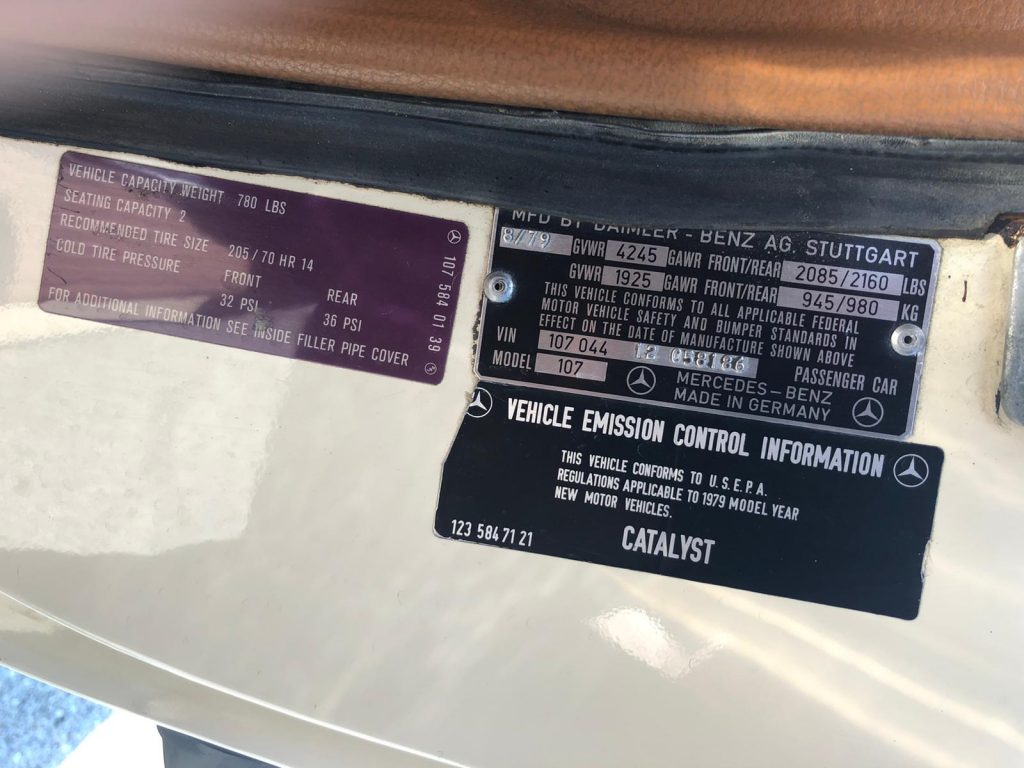 VEHICLE CAPACITY WEIGHT 780 LBS
SEATING CAPACITY 2
RECOMMENDED TIRE SIZE 205/70 HR 14
COLD TIRE PRESSURE FRONT REAR
32 PSI 36 PSI
FOR ADDITIONAL INFORMATION SEE INSIDE FILLER PIPE COVER
107 584 01 39
MFD BY DAIMLER-BENZ AG. STUTTGART
8/79 GVWR 4245 GAWR FRONT/REAR 2085/2160 LBS
GVWR 1925 GAWR FRONT/REAR 945/980 KG
THIS VEHICLE CONFORMS TO ALL APPLICABLE FEDERAL
MOTOR VEHICLE SAFETY AND BUMPER STANDARDS IN
EFFECT ON THE DATE OF MANUFACTURE SHOWN ABOVE
VIN 107 044 12 058186 PASSENGER CAR
MODEL 107 MERCEDES-BENZ
MADE IN GERMANY
VEHICLE EMISSION CONTROL INFORMATION
THIS VEHICLE CONFORMS TO U.S.E.P.A.
REGULATIONS APPLICABLE TO 1979 MODEL YEAR
NEW MOTOR VEHICLES.
123 584 71 21 CATALYST